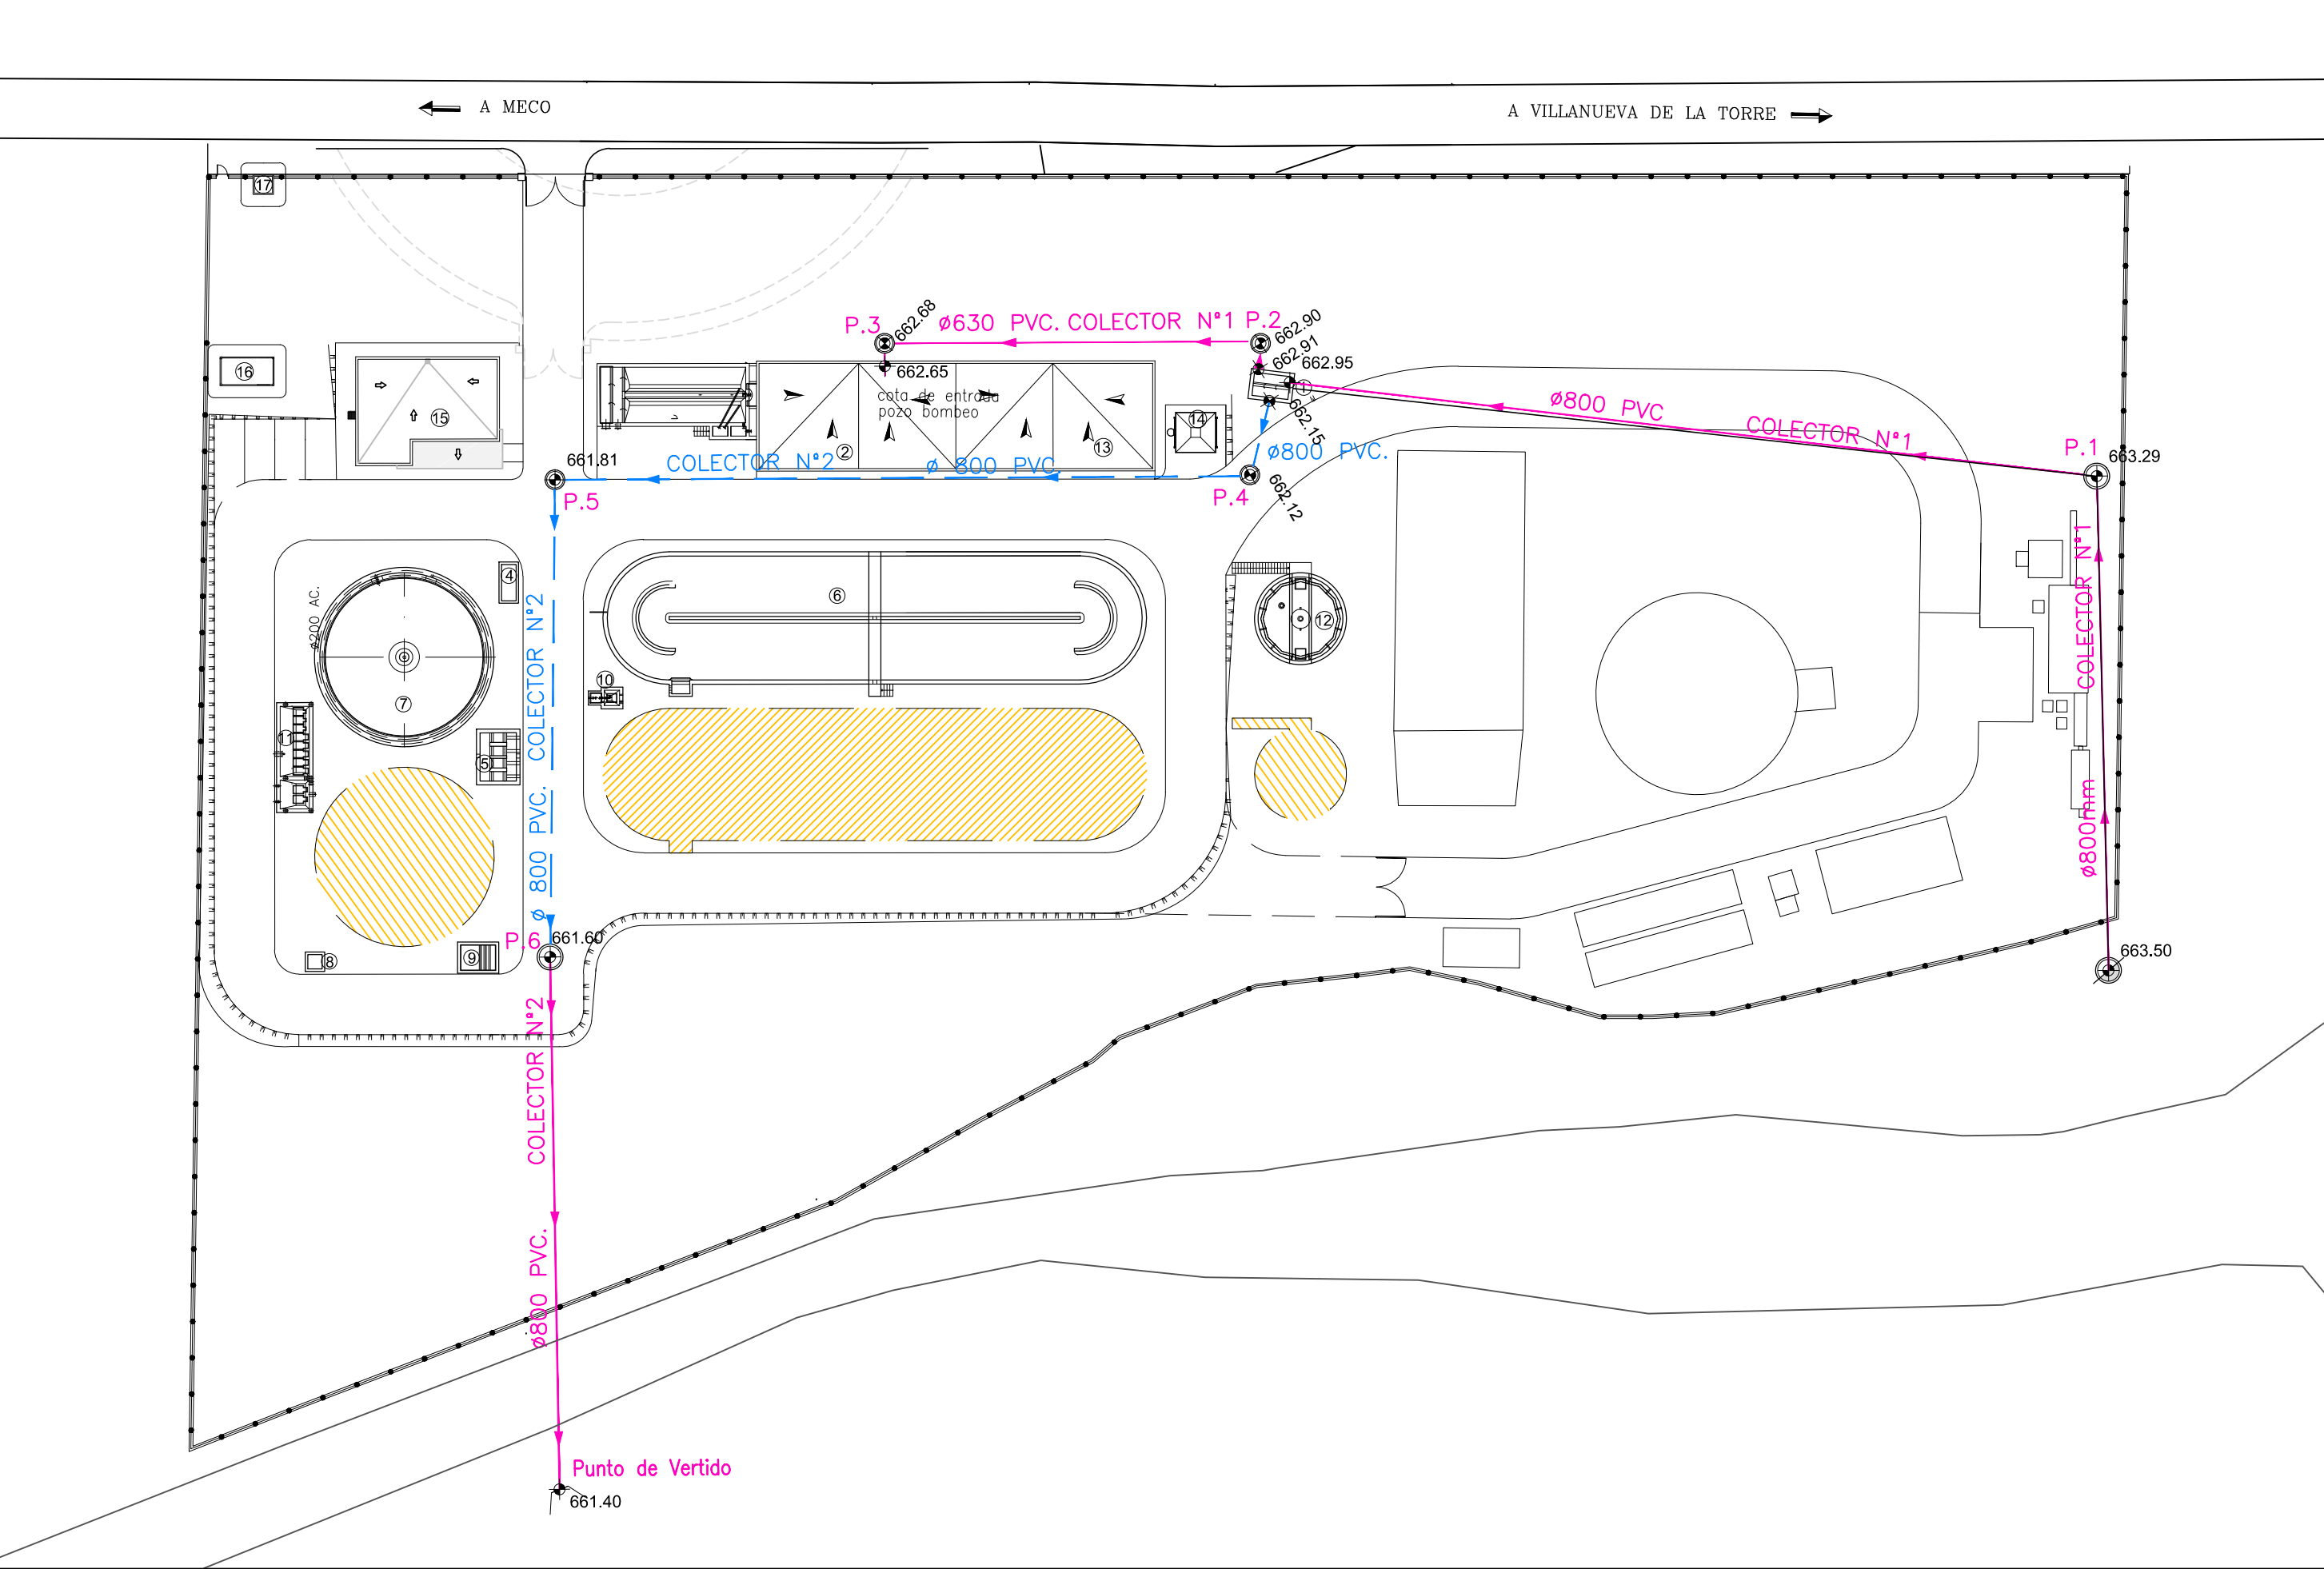 A MECO
A VILLANUEVA DE LA TORRE
17
P.3
662.68
ø630 PVC. COLECTOR N°1
P.2
662.90
662.91
662.95
1
662.65
cota de entrada
pozo bombeo
16
15
2
13
14
662.15
ø800 PVC
COLECTOR N°1
P.1
663.29
661.81
P.5
COLECTOR N°2
ø 800 PVC.
ø800 PVC.
P.4
662.12
4
ø200 AC.
6
12
7
10
11
5
COLECTOR N°2
ø 800 PVC.
COLECTOR N°1
ø800mm
663.50
P.6
661.60
8
9
COLECTOR N°2
ø800 PVC.
Punto de Vertido
661.40